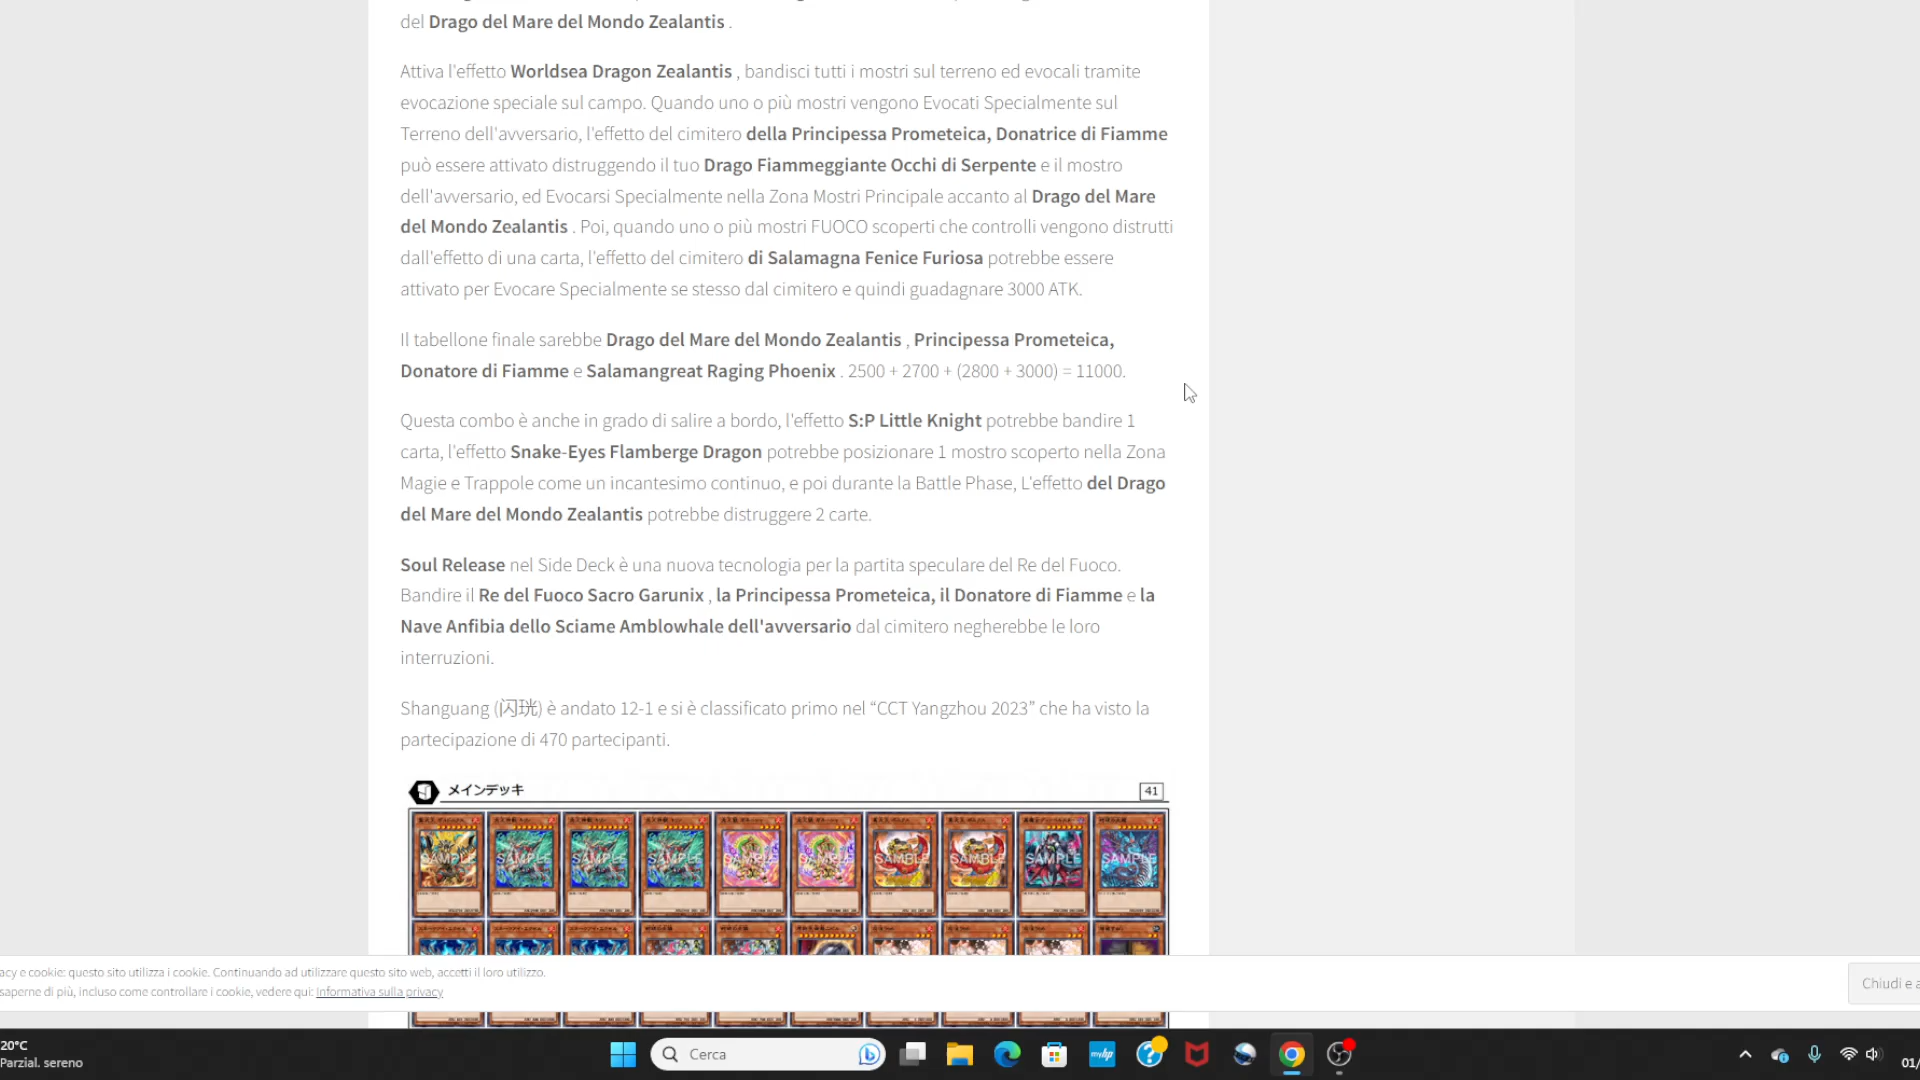 del Drago del Mare del Mondo Zealantis .
Attiva l'effetto Worldsea Dragon Zealantis , bandisci tutti i mostri sul terreno ed evocali tramite
evocazione speciale sul campo. Quando uno o più mostri vengono Evocati Specialmente sul
Terreno dell'avversario, l'effetto del cimitero della Principessa Prometeica, Donatrice di Fiamme
può essere attivato distruggendo il tuo Drago Fiammeggiante Occhi di Serpente e il mostro
dell'avversario, ed Evocarsi Specialmente nella Zona Mostri Principale accanto al Drago del Mare
del Mondo Zealantis . Poi, quando uno o più mostri FUOCO scoperti che controlli vengono distrutti
dall'effetto di una carta, l'effetto del cimitero di Salamagna Fenice Furiosa potrebbe essere
attivato per Evocare Specialmente se stesso dal cimitero e quindi guadagnare 3000 ATK.
Il tabellone finale sarebbe Drago del Mare del Mondo Zealantis , Principessa Prometeica,
Donatore di Fiamme e Salamangreat Raging Phoenix . 2500 + 2700 + (2800 + 3000) = 11000.
Questa combo è anche in grado di salire a bordo, l'effetto S:P Little Knight potrebbe bandire 1
carta, l'effetto Snake-Eyes Flamberge Dragon potrebbe posizionare 1 mostro scoperto nella Zona
Magie e Trappole come un incantesimo continuo, e poi durante la Battle Phase, L'effetto del Drago
del Mare del Mondo Zealantis potrebbe distruggere 2 carte.
Soul Release nel Side Deck è una nuova tecnologia per la partita speculare del Re del Fuoco.
Bandire il Re del Fuoco Sacro Garunix , la Principessa Prometeica, il Donatore di Fiamme e la
Nave Anfibia dello Sciame Amblowhale dell'avversario dal cimitero negherebbe le loro
interruzioni.
Shanguang (闪珖) è andato 12-1 e si è classificato primo nel “CCT Yangzhou 2023” che ha visto la
partecipazione di 470 partecipanti.
メインデッキ 41
SAMPLE SAMPLE SAMPLE SAMPLE SAMPLE SAMPLE SAMPLE SAMPLE SAMPLE SAMPLE
acy e cookie: questo sito utilizza i cookie. Continuando ad utilizzare questo sito web, accetti il loro utilizzo.
saperne di più, incluso come controllare i cookie, vedere qui: Informativa sulla privacy
Chiudi e a
20°C
Parzial. sereno
Cerca
myhp
01/